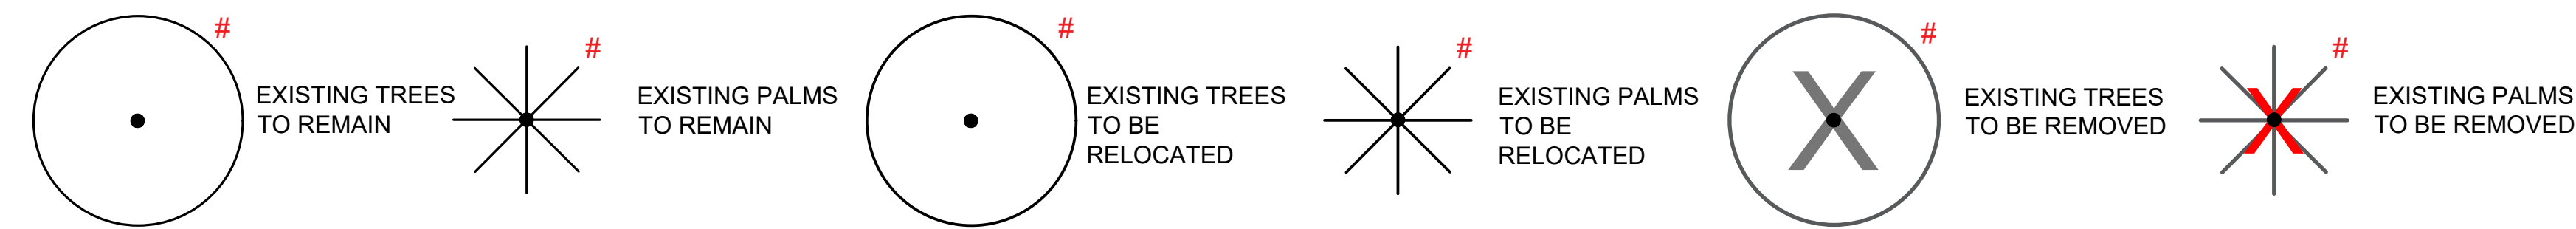 #
EXISTING TREES
TO REMAIN
#
EXISTING PALMS
TO REMAIN
#
EXISTING TREES
TO BE
RELOCATED
#
EXISTING PALMS
TO BE
RELOCATED
#
X
EXISTING TREES
TO BE REMOVED
#
X
EXISTING PALMS
TO BE REMOVED